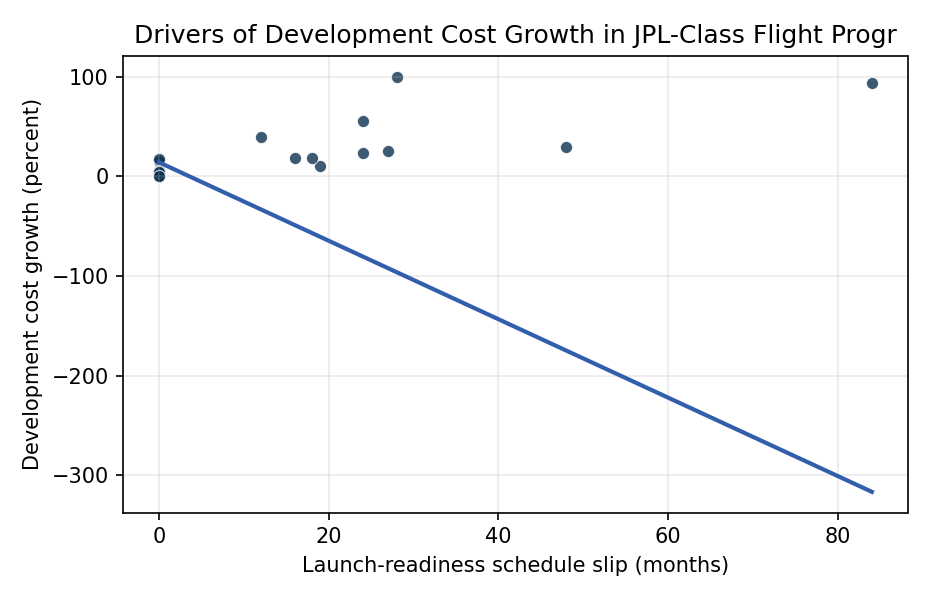 Drivers of Development Cost Growth in JPL-Class Flight Progr
Development cost growth (percent)
100
0
−100
−200
−300
0 20 40 60 80
Launch-readiness schedule slip (months)